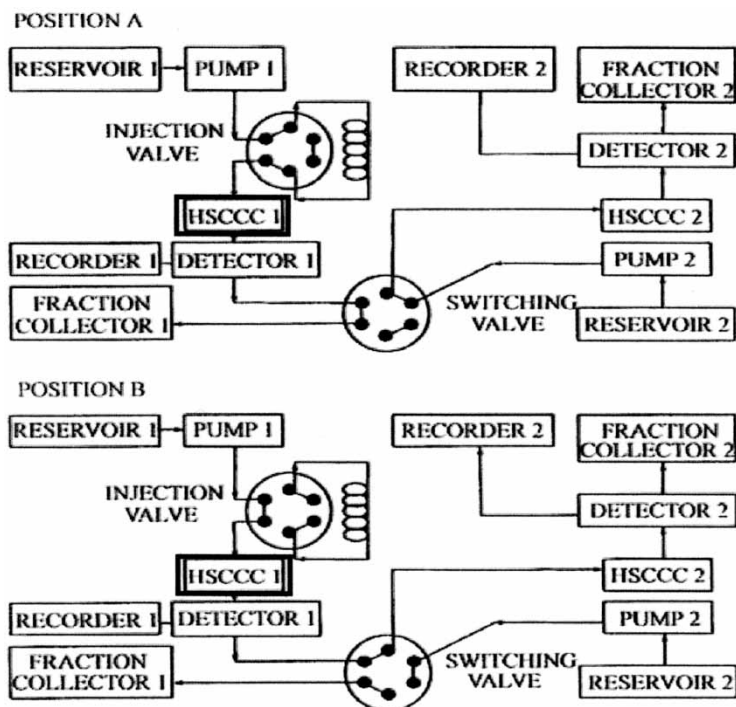 POSITION A
RESERVOIR 1
PUMP 1
RECORDER 2
FRACTION
COLLECTOR 2
INJECTION
VALVE
DETECTOR 2
HSCCC 1
HSCCC 2
RECORDER 1
DETECTOR 1
PUMP 2
FRACTION
COLLECTOR 1
SWITCHING
VALVE
RESERVOIR 2
POSITION B
RESERVOIR 1
PUMP 1
RECORDER 2
FRACTION
COLLECTOR 2
INJECTION
VALVE
DETECTOR 2
HSCCC 1
HSCCC 2
RECORDER 1
DETECTOR 1
PUMP 2
FRACTION
COLLECTOR 1
SWITCHING
VALVE
RESERVOIR 2